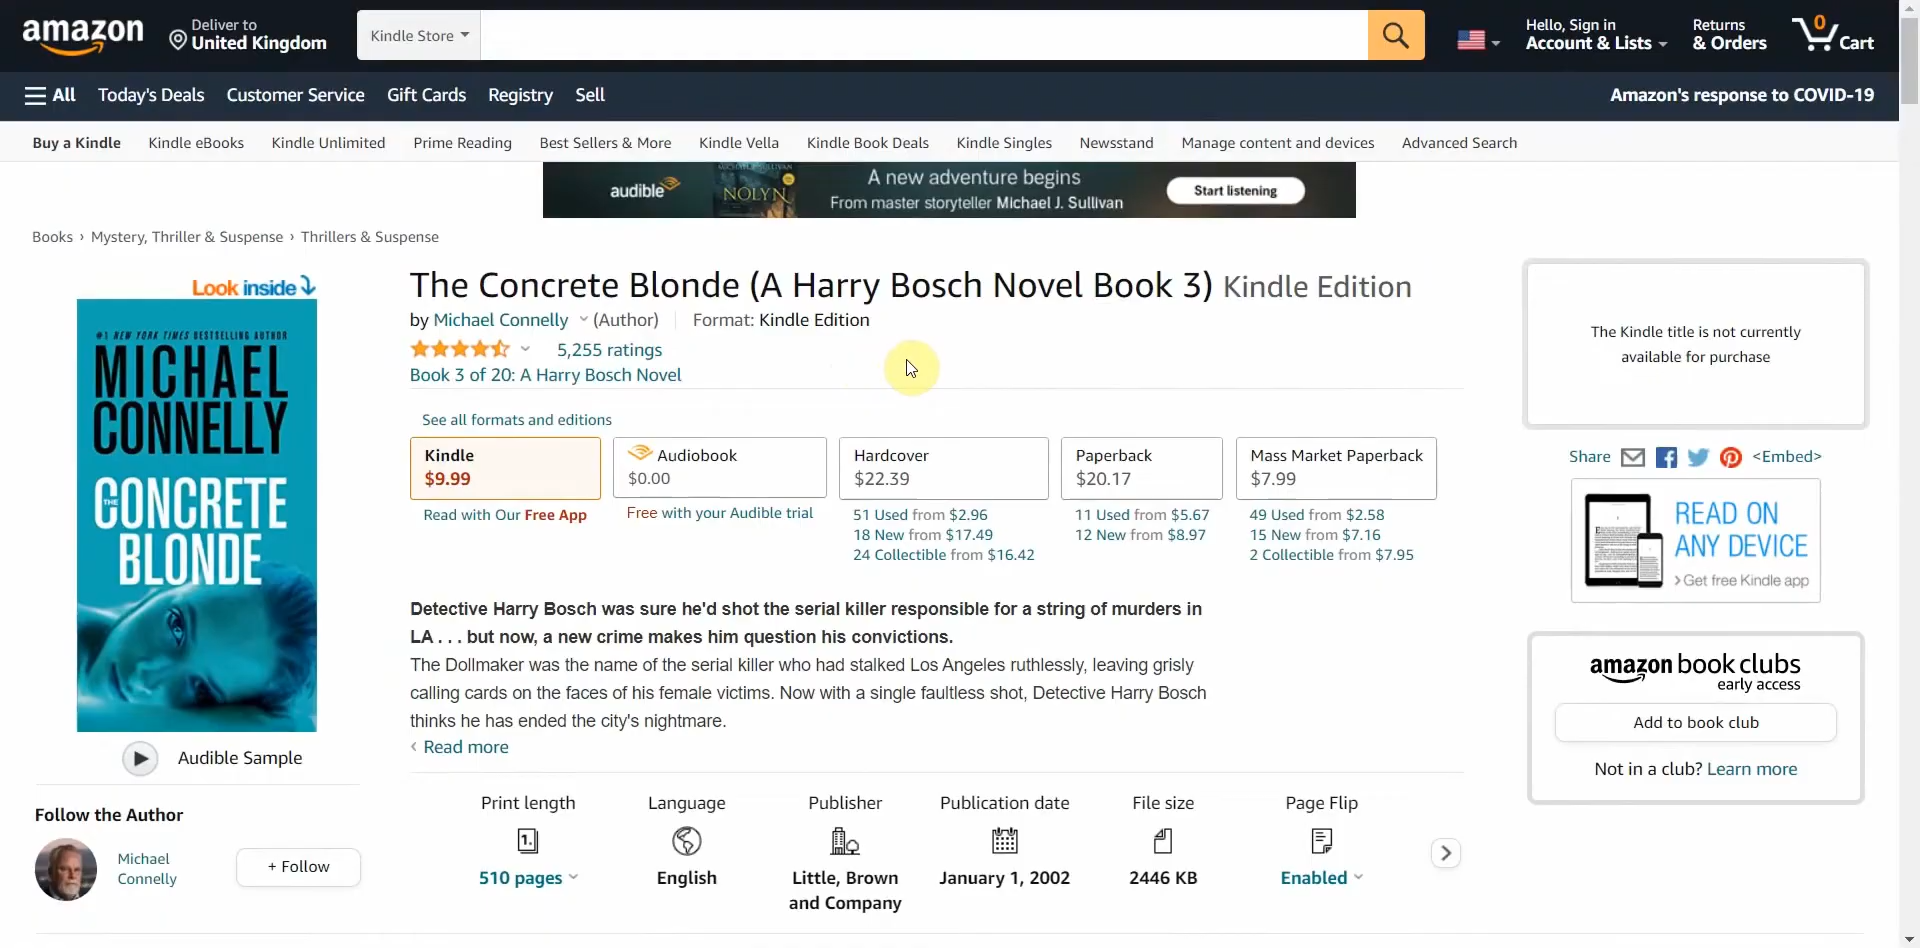 amazon
Deliver to
United Kingdom
Kindle Store
Hello, Sign in
Account & Lists
Returns
& Orders
0
Cart
All
Today's Deals
Customer Service
Gift Cards
Registry
Sell
Amazon's response to COVID-19
Buy a Kindle
Kindle eBooks
Kindle Unlimited
Prime Reading
Best Sellers & More
Kindle Vella
Kindle Book Deals
Kindle Singles
Newsstand
Manage content and devices
Advanced Search
audible
NOLYN
A new adventure begins
From master storyteller Michael J. Sullivan
Start listening
Books › Mystery, Thriller & Suspense › Thrillers & Suspense
Look inside
#1 NEW YORK TIMES BESTSELLING AUTHOR
MICHAEL
CONNELLY
THE
CONCRETE
BLONDE
Audible Sample
Follow the Author
Michael
Connelly
+ Follow
The Concrete Blonde (A Harry Bosch Novel Book 3) Kindle Edition
by Michael Connelly (Author) Format: Kindle Edition
5,255 ratings
Book 3 of 20: A Harry Bosch Novel
See all formats and editions
Kindle
$9.99
Read with Our Free App
Audiobook
$0.00
Free with your Audible trial
Hardcover
$22.39
51 Used from $2.96
18 New from $17.49
24 Collectible from $16.42
Paperback
$20.17
11 Used from $5.67
12 New from $8.97
Mass Market Paperback
$7.99
49 Used from $2.58
15 New from $7.16
2 Collectible from $7.95
Detective Harry Bosch was sure he'd shot the serial killer responsible for a string of murders in
LA . . . but now, a new crime makes him question his convictions.
The Dollmaker was the name of the serial killer who had stalked Los Angeles ruthlessly, leaving grisly
calling cards on the faces of his female victims. Now with a single faultless shot, Detective Harry Bosch
thinks he has ended the city's nightmare.
‹ Read more
Print length
1.
510 pages
Language
English
Publisher
Little, Brown
and Company
Publication date
January 1, 2002
File size
2446 KB
Page Flip
Enabled
The Kindle title is not currently
available for purchase
Share
<Embed>
READ ON
ANY DEVICE
›Get free Kindle app
amazon book clubs
early access
Add to book club
Not in a club? Learn more